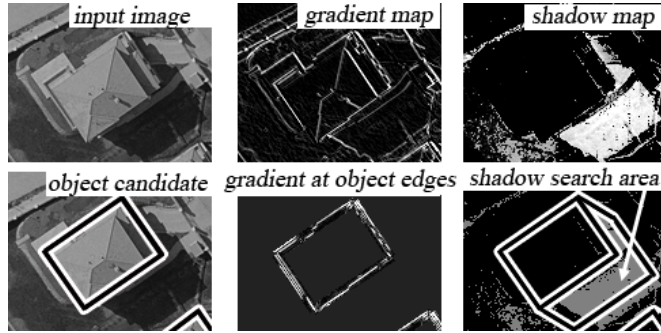 input image
gradient map
shadow map
object candidate
gradient at object edges
shadow search area